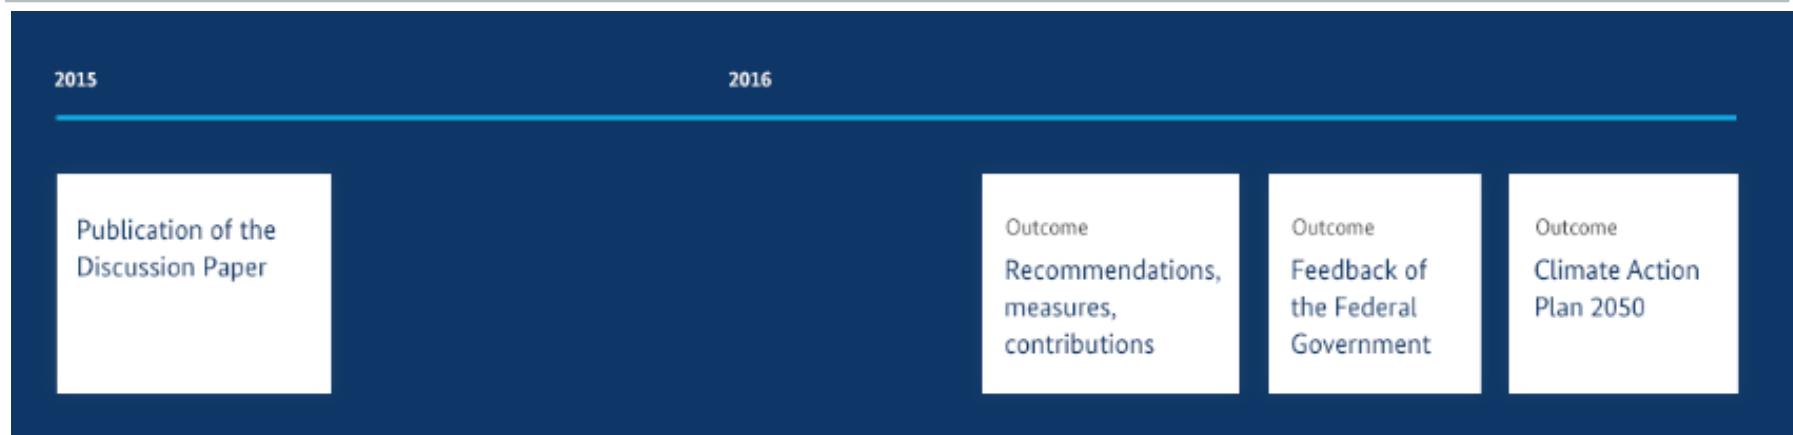 2015
2016
Publication of the
Discussion Paper
Outcome
Recommendations,
measures,
contributions
Outcome
Feedback of
the Federal
Government
Outcome
Climate Action
Plan 2050